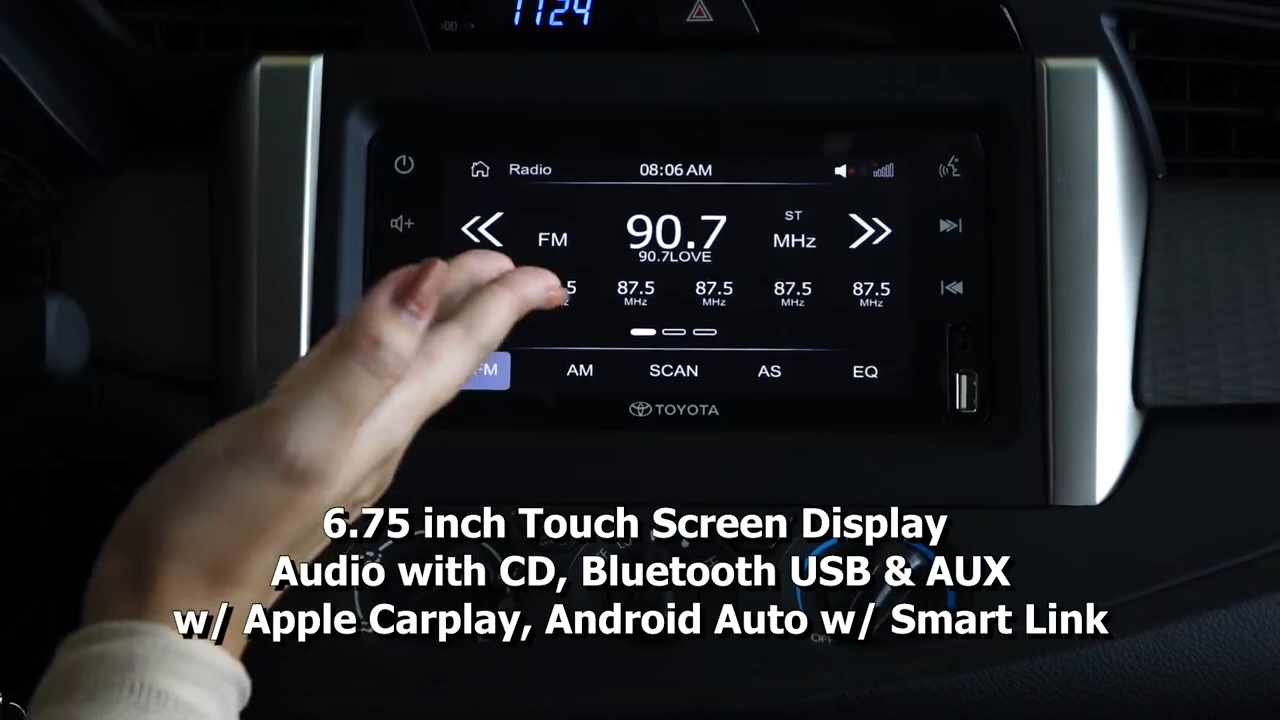 1124
Radio
08:06 AM
FM
90.7
ST
MHz
90.7LOVE
87.5
87.5
87.5
87.5
MHz
MHz
MHz
MHz
FM
AM
SCAN
AS
EQ
TOYOTA
6.75 inch Touch Screen Display
Audio with CD, Bluetooth USB & AUX
w/ Apple Carplay, Android Auto w/ Smart Link
OFF